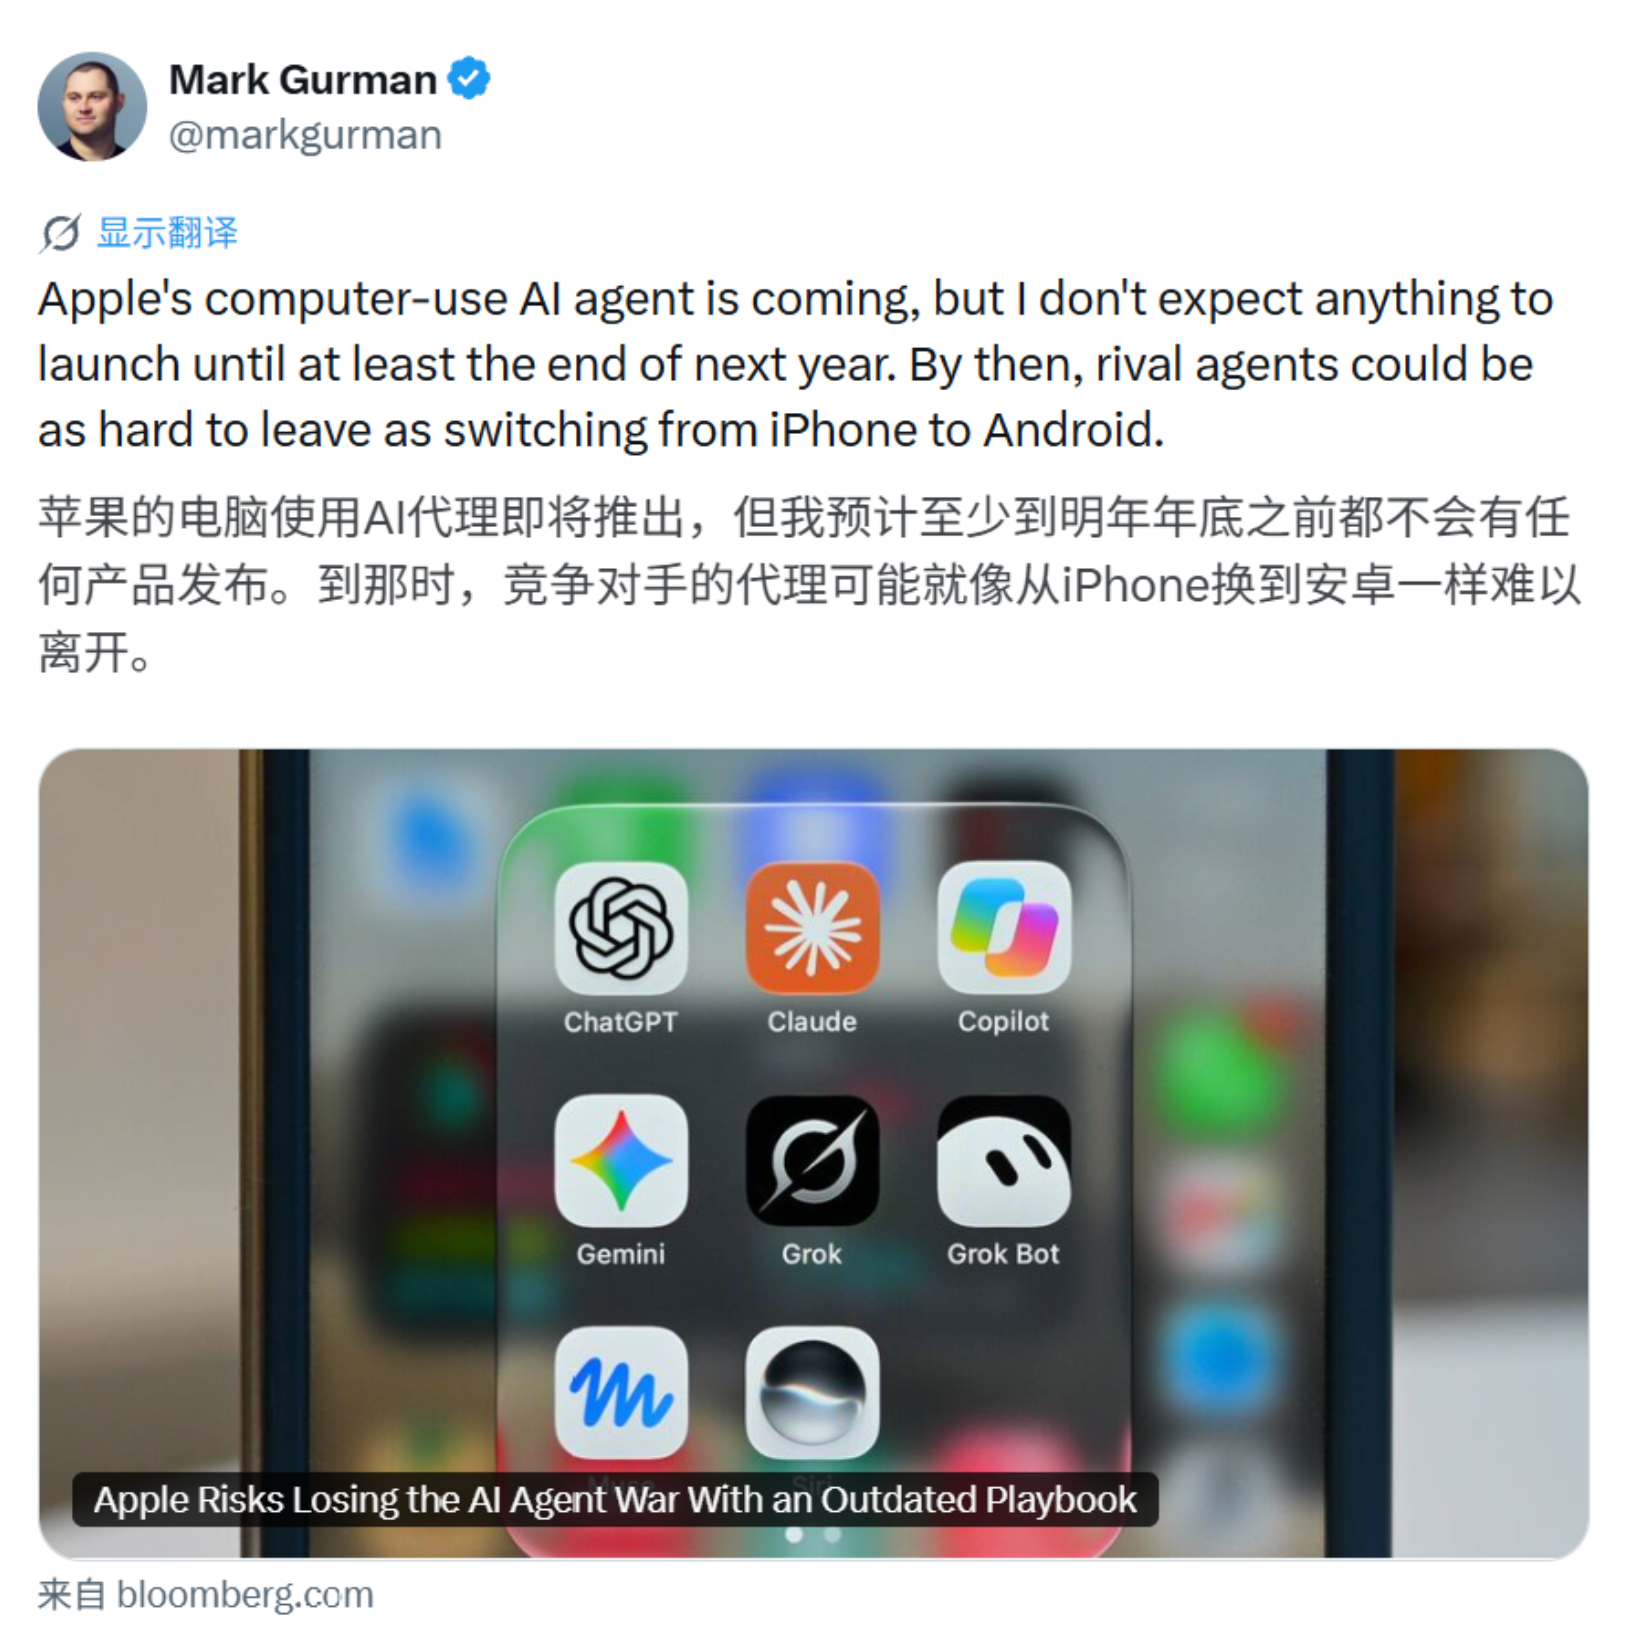 Mark Gurman
@markgurman
显示翻译
Apple's computer-use AI agent is coming, but I don't expect anything to
launch until at least the end of next year. By then, rival agents could be
as hard to leave as switching from iPhone to Android.
苹果的电脑使用AI代理即将推出，但我预计至少到明年年底之前都不会有任
何产品发布。到那时，竞争对手的代理可能就像从iPhone换到安卓一样难以
离开。
ChatGPT Claude Copilot
Gemini Grok Grok Bot
Muse Siri
Apple Risks Losing the AI Agent War With an Outdated Playbook
来自 bloomberg.com